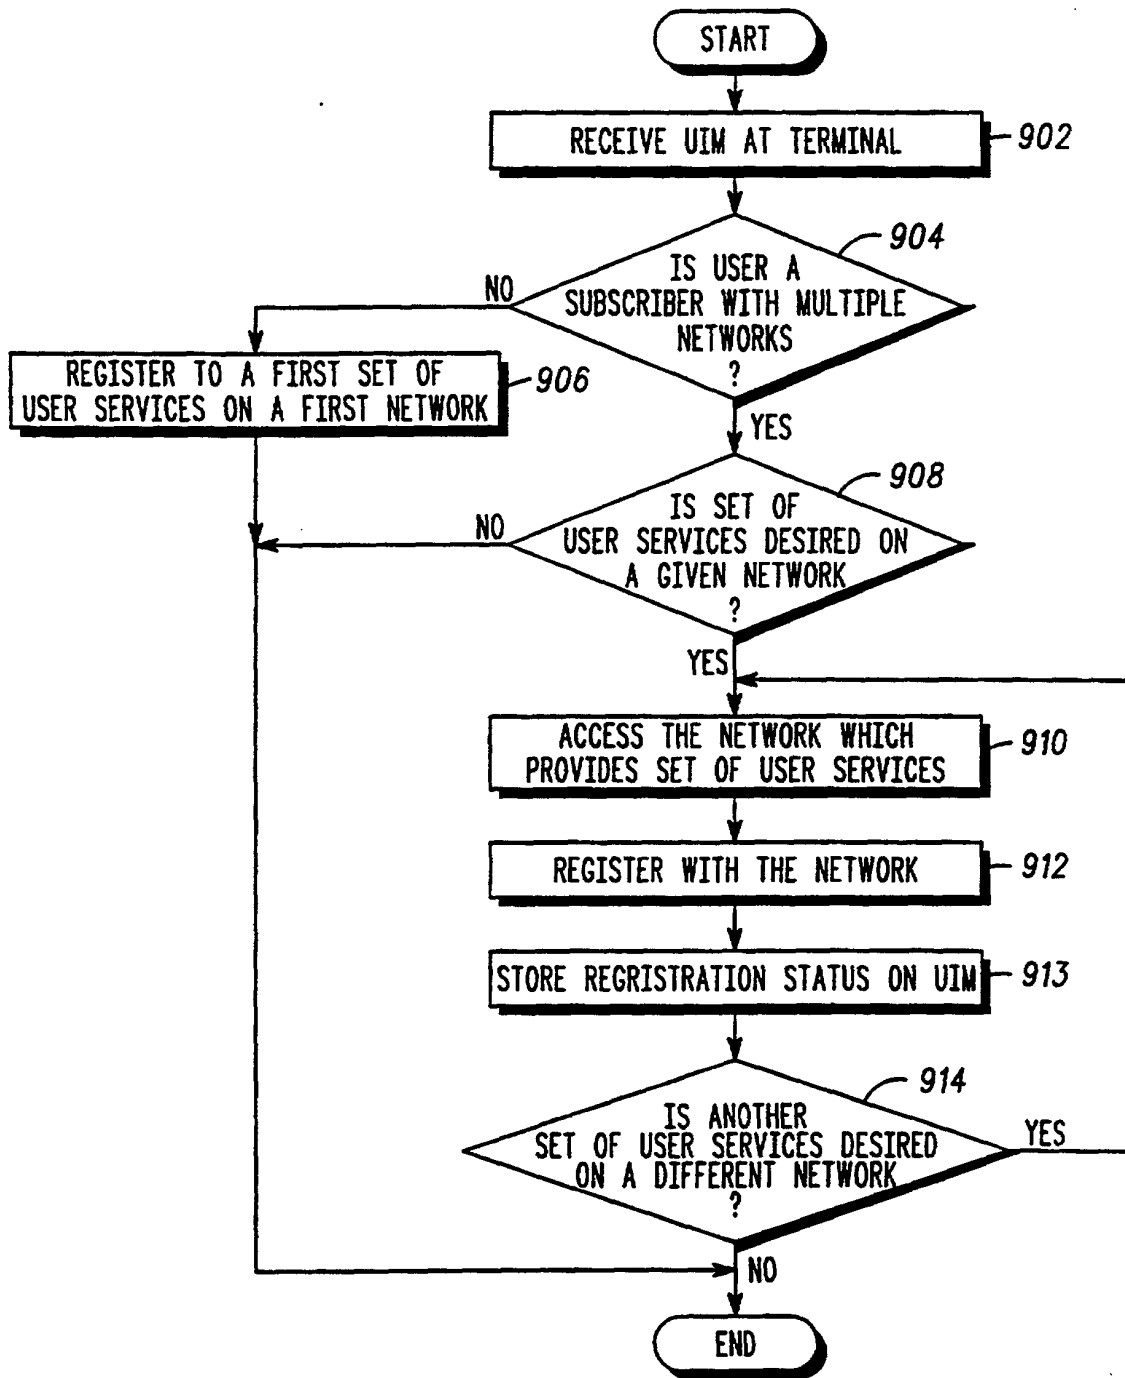 START
RECEIVE UIM AT TERMINAL
902
904
IS USER A
SUBSCRIBER WITH MULTIPLE
NETWORKS
?
NO
YES
REGISTER TO A FIRST SET OF
USER SERVICES ON A FIRST NETWORK
906
908
IS SET OF
USER SERVICES DESIRED ON
A GIVEN NETWORK
?
NO
YES
ACCESS THE NETWORK WHICH
PROVIDES SET OF USER SERVICES
910
REGISTER WITH THE NETWORK
912
STORE REGRISTRATION STATUS ON UIM
913
914
IS ANOTHER
SET OF USER SERVICES DESIRED
ON A DIFFERENT NETWORK
?
YES
NO
END